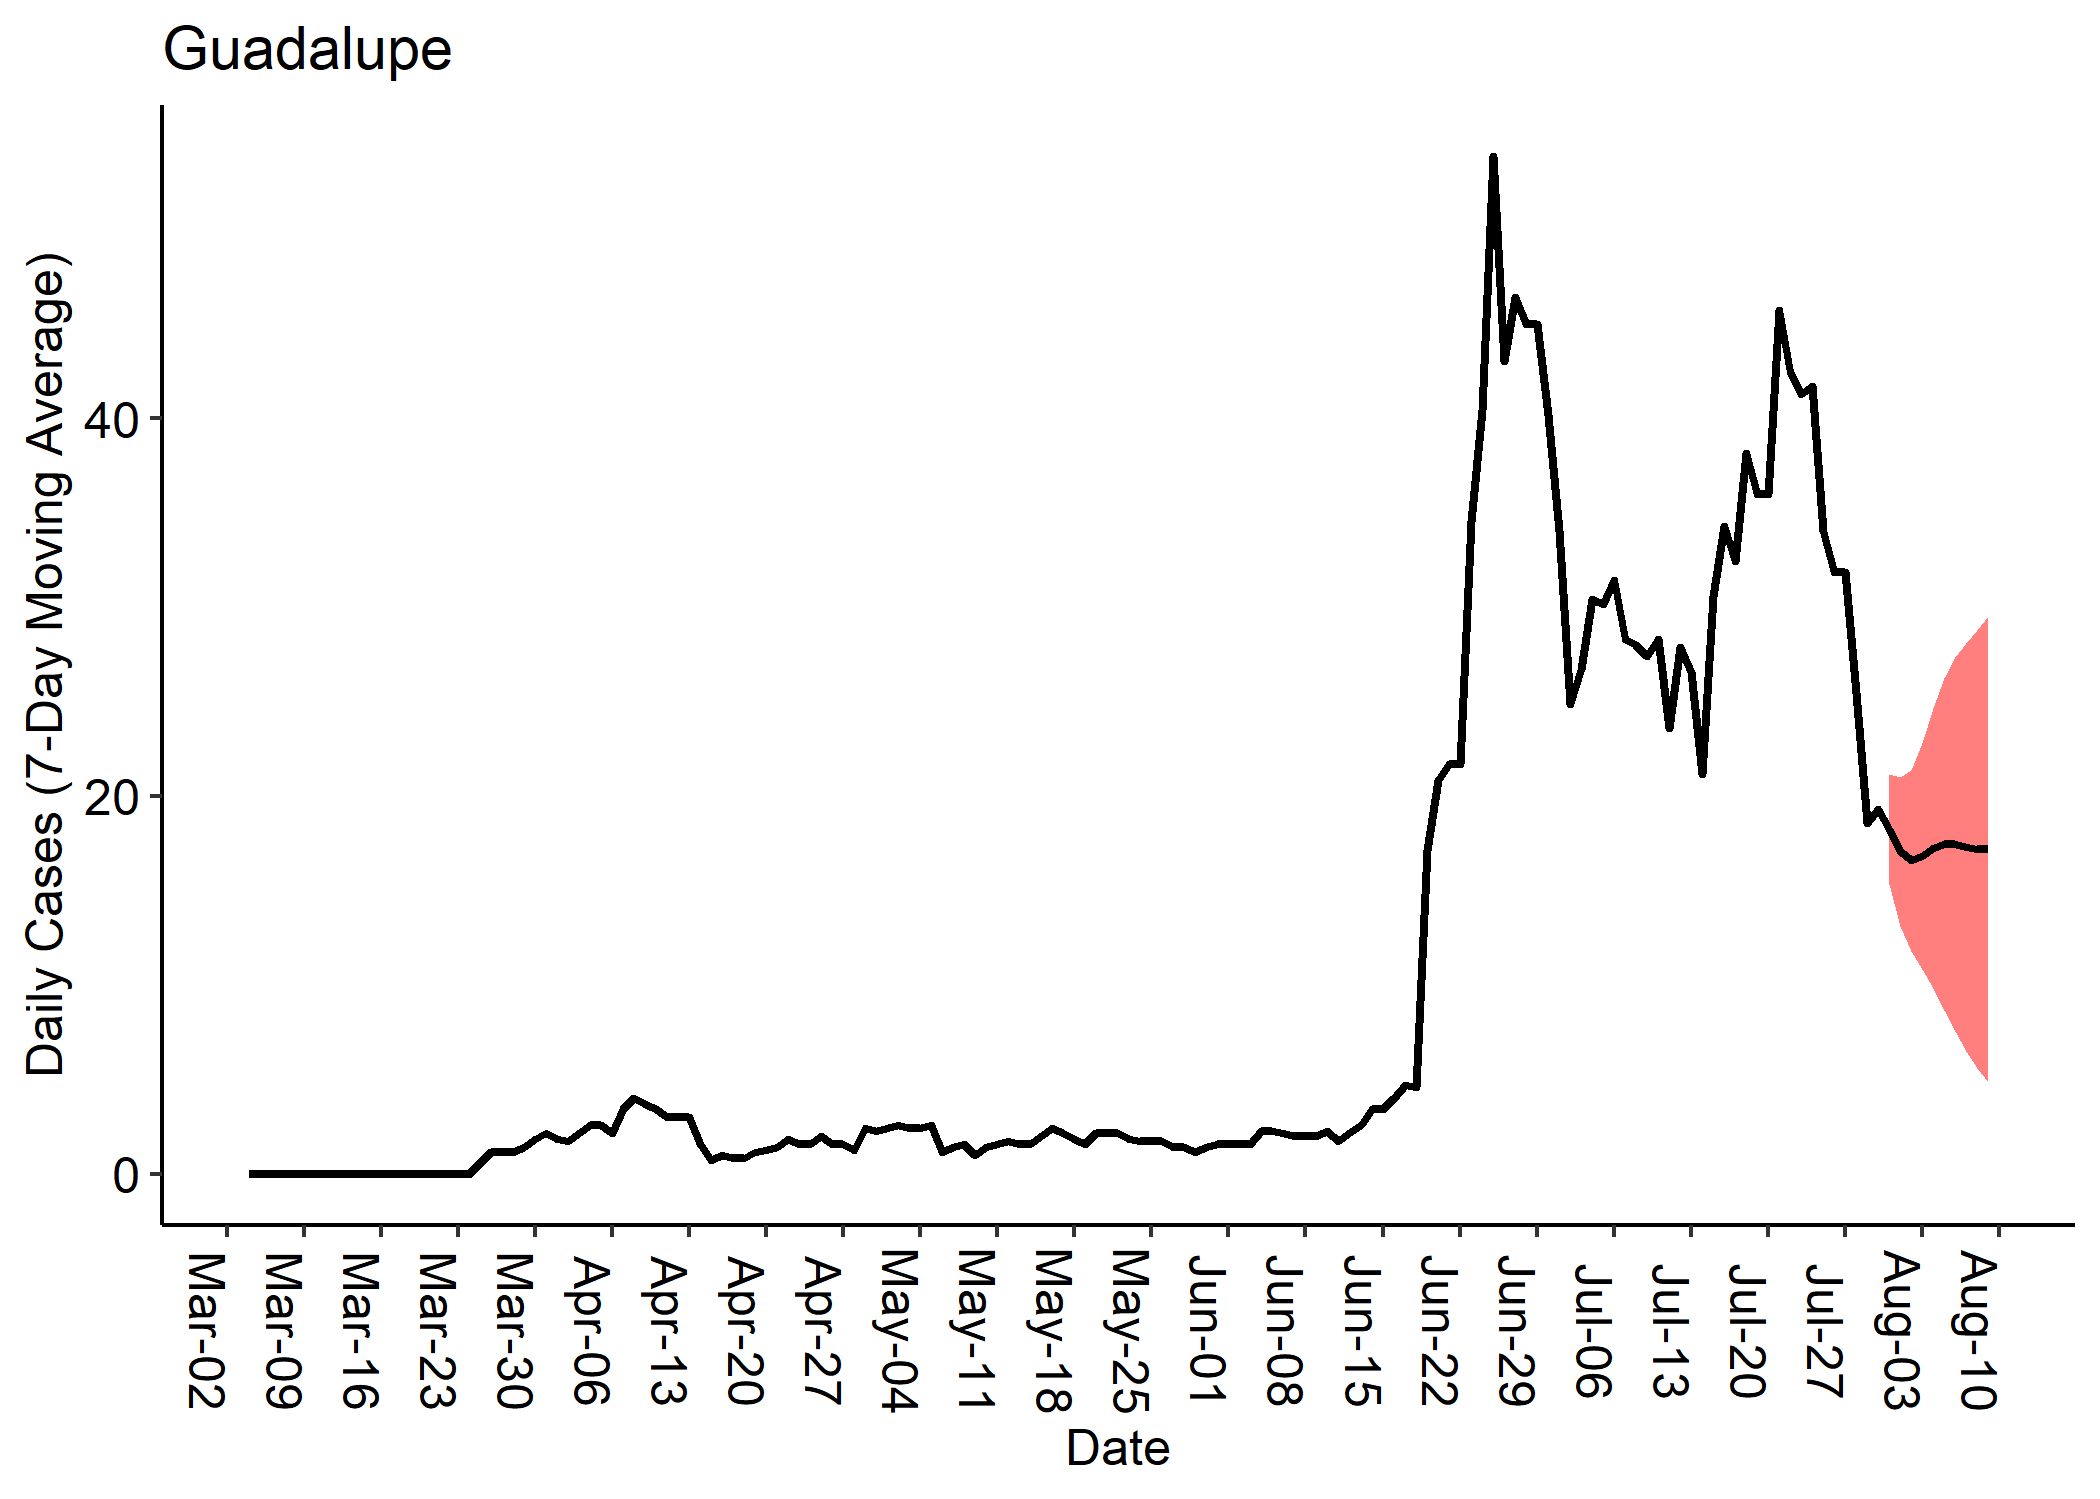 Guadalupe
Daily Cases (7-Day Moving Average)
40
20
0
Mar-02
Mar-09
Mar-16
Mar-23
Mar-30
Apr-06
Apr-13
Apr-20
Apr-27
May-04
May-11
May-18
May-25
Jun-01
Jun-08
Jun-15
Jun-22
Jun-29
Jul-06
Jul-13
Jul-20
Jul-27
Aug-03
Aug-10
Date